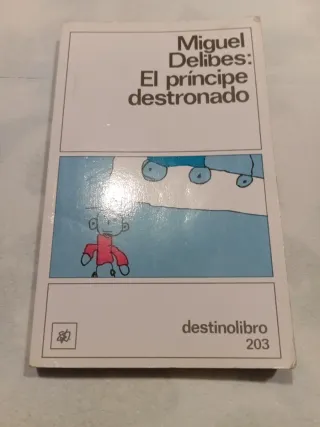 Miguel
Delibes:
El príncipe
destronado
destinolibro
203